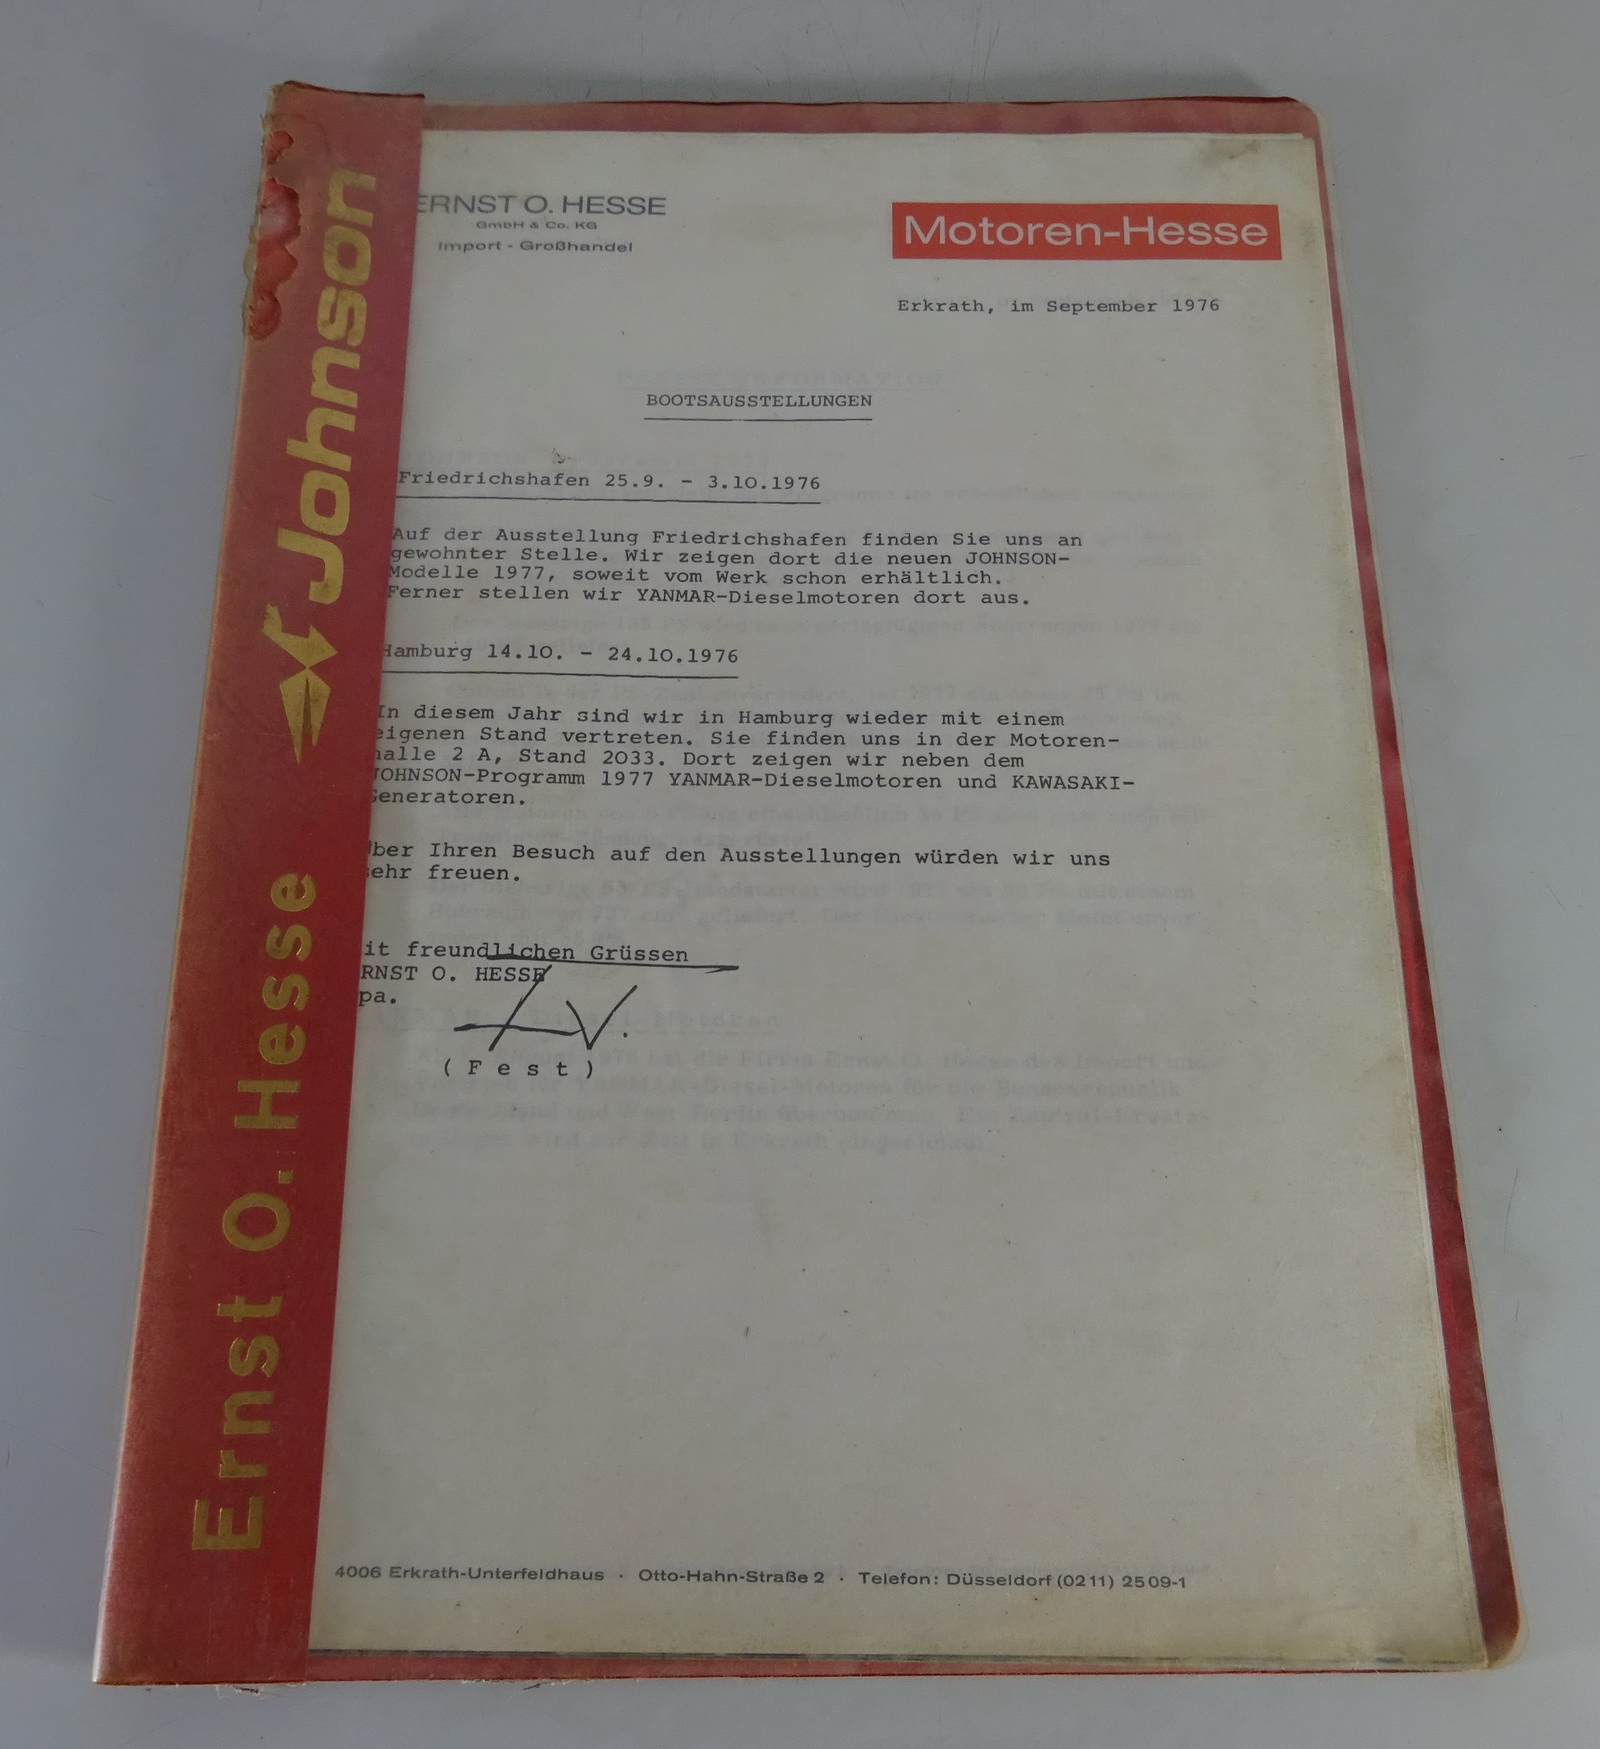 Johnson
Ernst O. Hesse
ERNST O. HESSE
GmbH & Co. KG
Import - Großhandel
Motoren-Hesse
Erkrath, im September 1976
PRESSE INFORMATION
BOOTSAUSSTELLUNGEN
Friedrichshafen 25.9. - 3.10.1976
Auf der Ausstellung Friedrichshafen finden Sie uns an
gewohnter Stelle. Wir zeigen dort die neuen JOHNSON-
Modelle 1977, soweit vom Werk schon erhältlich.
Ferner stellen wir YANMAR-Dieselmotoren dort aus.
Hamburg 14.10. - 24.10.1976
In diesem Jahr sind wir in Hamburg wieder mit einem
eigenen Stand vertreten. Sie finden uns in der Motoren-
halle 2 A, Stand 2033. Dort zeigen wir neben dem
JOHNSON-Programm 1977 YANMAR-Dieselmotoren und KAWASAKI-
Generatoren.
ber Ihren Besuch auf den Ausstellungen würden wir uns
sehr freuen.
it freundlichen Grüssen
RNST O. HESSE
pa.
( F e s t )
4006 Erkrath-Unterfeldhaus · Otto-Hahn-Straße 2 · Telefon: Düsseldorf (0211) 2509-1